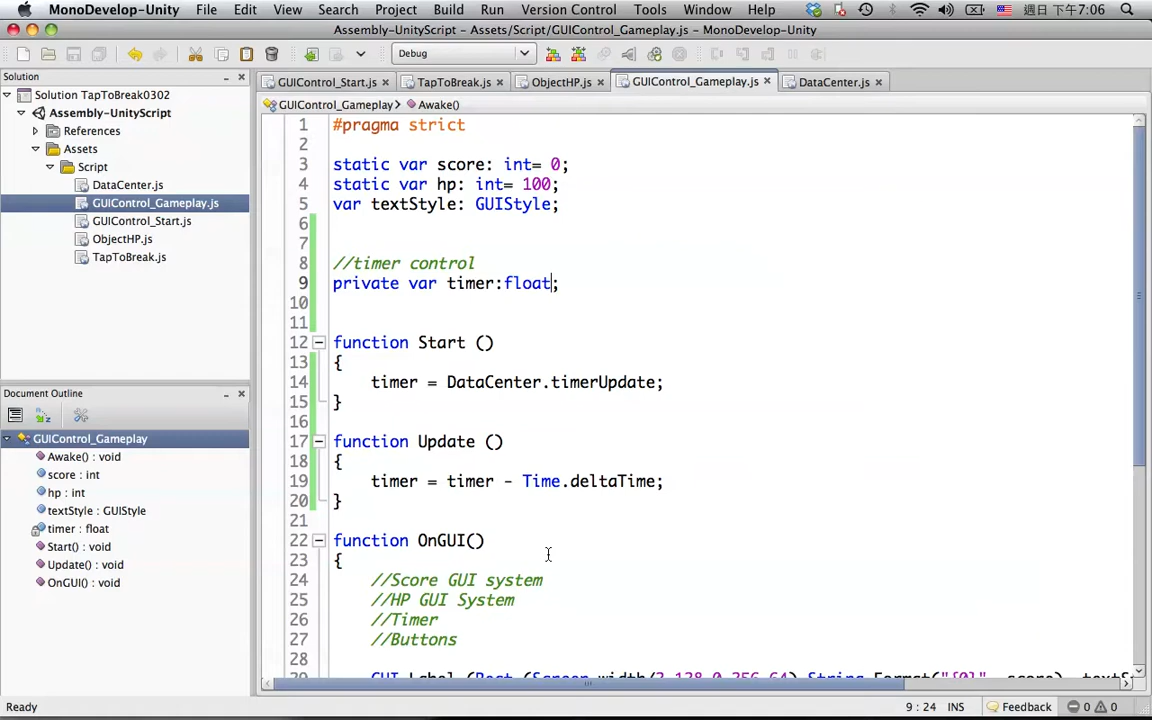 MonoDevelop-Unity File Edit View Search Project Build Run Version Control Tools Window Help 週日 下午7:06
Assembly-UnityScript - Assets/Script/GUIControl_Gameplay.js - MonoDevelop-Unity
Debug
Solution
Solution TapToBreak0302
Assembly-UnityScript
References
Assets
Script
DataCenter.js
GUIControl_Gameplay.js
GUIControl_Start.js
ObjectHP.js
TapToBreak.js
Document Outline
GUIControl_Gameplay
Awake() : void
score : int
hp : int
textStyle : GUIStyle
timer : float
Start() : void
Update() : void
OnGUI() : void
GUIControl_Start.js TapToBreak.js ObjectHP.js GUIControl_Gameplay.js DataCenter.js
GUIControl_Gameplay Awake()
1 #pragma strict
2
3 static var score: int= 0;
4 static var hp: int= 100;
5 var textStyle: GUIStyle;
6
7
8 //timer control
9 private var timer:float;
10
11
12 function Start ()
13 {
14 timer = DataCenter.timerUpdate;
15 }
16
17 function Update ()
18 {
19 timer = timer - Time.deltaTime;
20 }
21
22 function OnGUI()
23 {
24 //Score GUI system
25 //HP GUI System
26 //Timer
27 //Buttons
28
Ready 9 : 24 INS Feedback 0 0